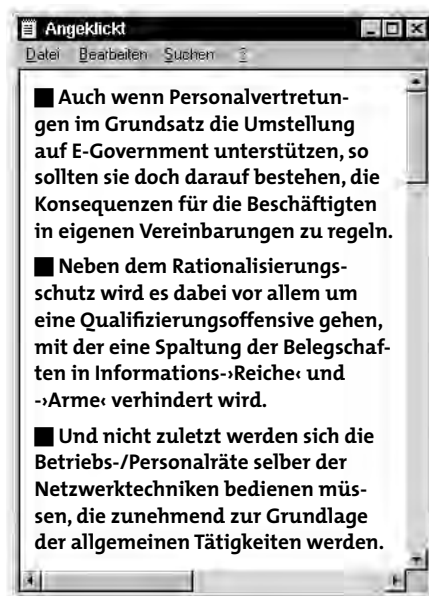 Angeklickt
Datei Bearbeiten Suchen ?
■ Auch wenn Personalvertretun-
gen im Grundsatz die Umstellung
auf E-Government unterstützen, so
sollten sie doch darauf bestehen, die
Konsequenzen für die Beschäftigten
in eigenen Vereinbarungen zu regeln.
■ Neben dem Rationalisierungs-
schutz wird es dabei vor allem um
eine Qualifizierungsoffensive gehen,
mit der eine Spaltung der Belegschaf-
ten in Informations-›Reiche‹ und
-›Arme‹ verhindert wird.
■ Und nicht zuletzt werden sich die
Betriebs-/Personalräte selber der
Netzwerktechniken bedienen müs-
sen, die zunehmend zur Grundlage
der allgemeinen Tätigkeiten werden.